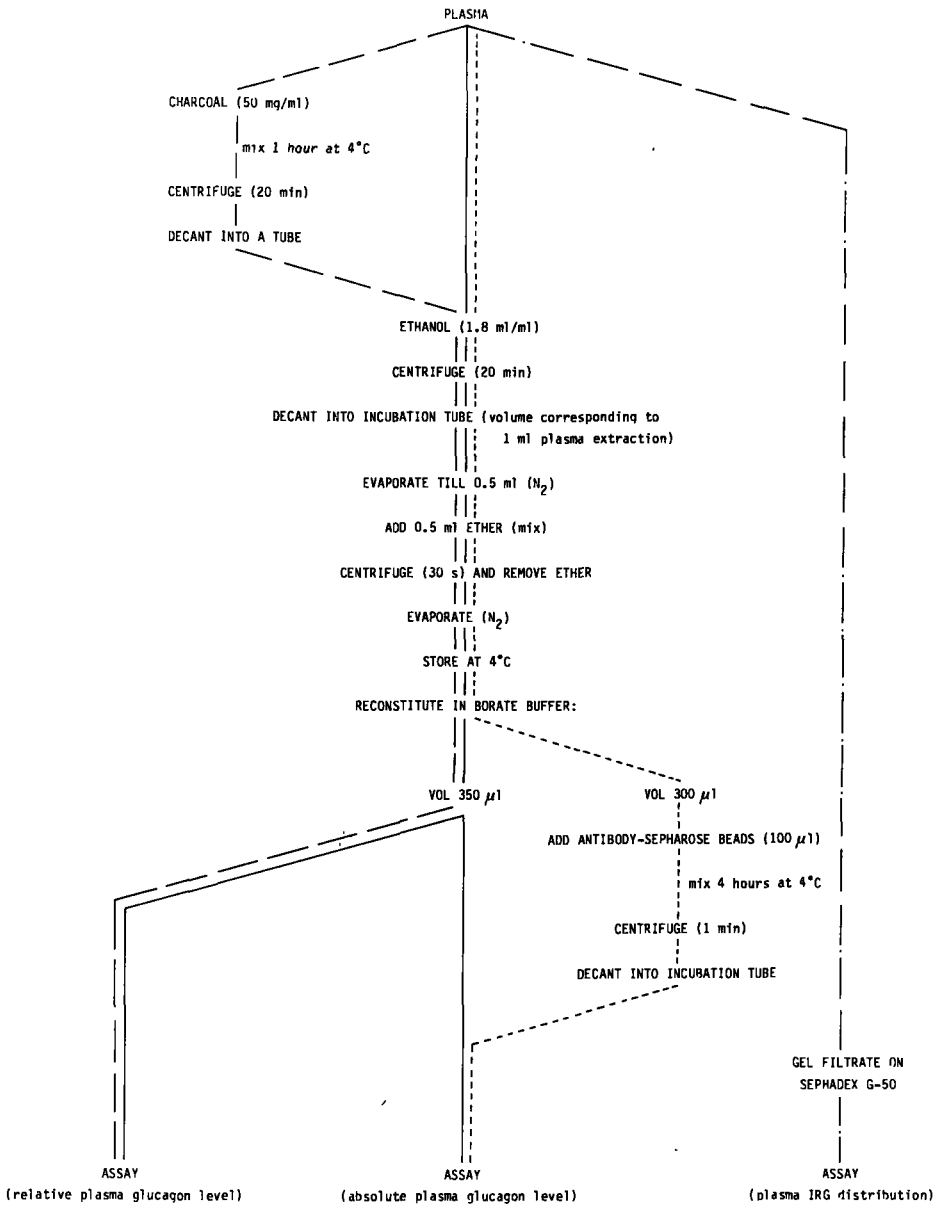 PLASMA
CHARCOAL (50 mg/ml)
mix 1 hour at 4°C
CENTRIFUGE (20 min)
DECANT INTO A TUBE
ETHANOL (1.8 ml/ml)
CENTRIFUGE (20 min)
DECANT INTO INCUBATION TUBE (volume corresponding to
1 ml plasma extraction)
EVAPORATE TILL 0.5 ml (N2)
ADD 0.5 ml ETHER (mix)
CENTRIFUGE (30 s) AND REMOVE ETHER
EVAPORATE (N2)
STORE AT 4°C
RECONSTITUTE IN BORATE BUFFER:
VOL 350 µl
VOL 300 µl
ADD ANTIBODY-SEPHAROSE BEADS (100 µl)
mix 4 hours at 4°C
CENTRIFUGE (1 min)
DECANT INTO INCUBATION TUBE
GEL FILTRATE ON
SEPHADEX G-50
ASSAY
(relative plasma glucagon level)
ASSAY
(absolute plasma glucagon level)
ASSAY
(plasma IRG distribution)